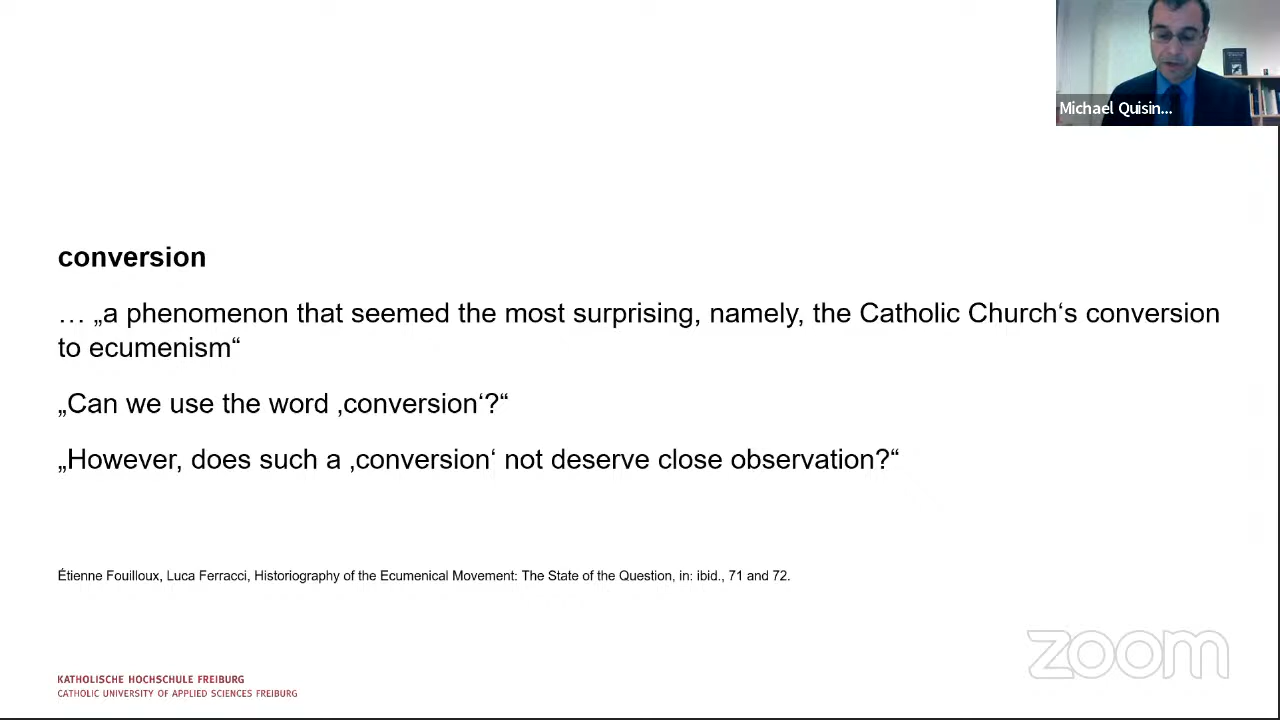 Michael Quisin...
conversion
… „a phenomenon that seemed the most surprising, namely, the Catholic Church‘s conversion
to ecumenism“
„Can we use the word ‚conversion‘?“
„However, does such a ‚conversion‘ not deserve close observation?“
Étienne Fouilloux, Luca Ferracci, Historiography of the Ecumenical Movement: The State of the Question, in: ibid., 71 and 72.
zoom
KATHOLISCHE HOCHSCHULE FREIBURG
CATHOLIC UNIVERSITY OF APPLIED SCIENCES FREIBURG